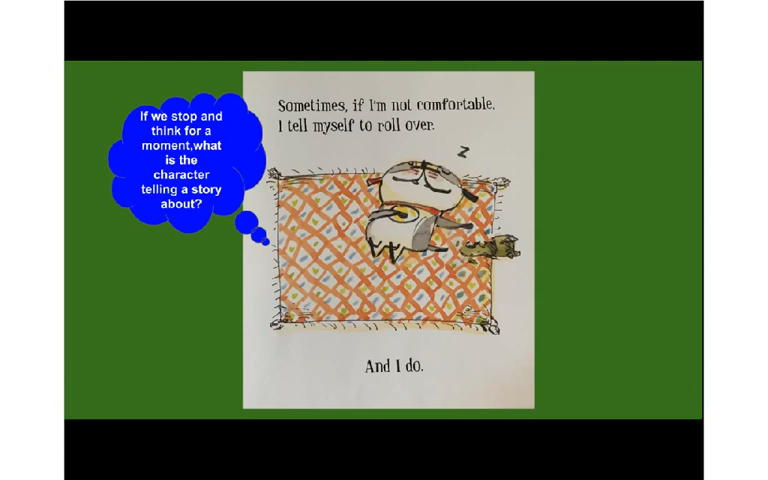 If we stop and
think for a
moment,what
is the
character
telling a story
about?
Sometimes, if I'm not comfortable,
I tell myself to roll over.
z
And I do.